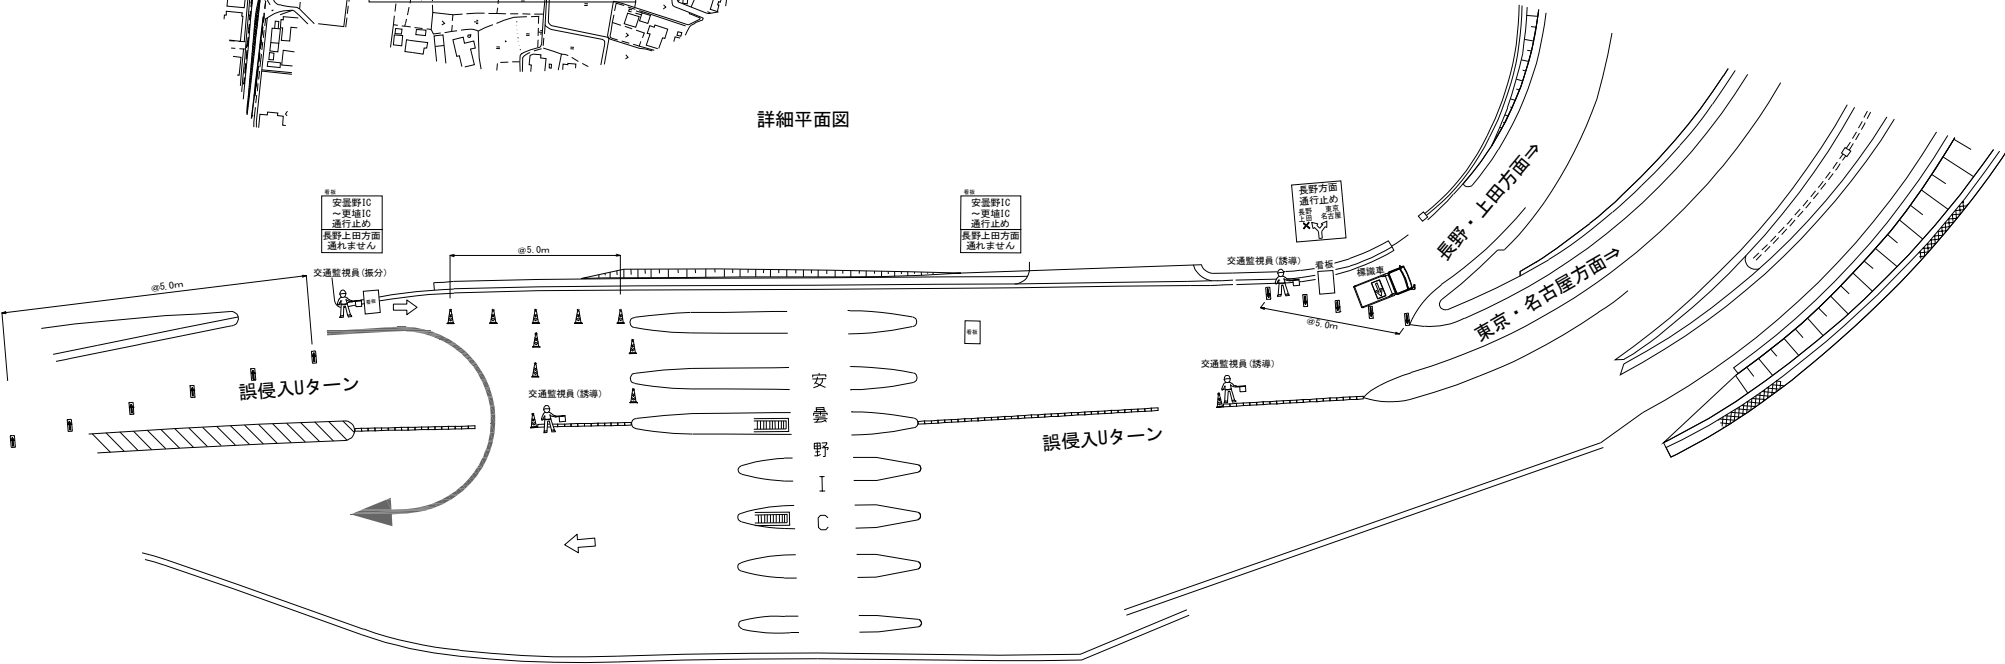 詳細平面図
看板
安曇野IC
～更埴IC
通行止め
長野上田方面
通れません
看板
安曇野IC
～更埴IC
通行止め
長野上田方面
通れません
長野方面
通行止め
長野 東京
上田 名古屋
長野・上田方面⇒
東京・名古屋方面⇒
@5.0m
@5.0m
交通監視員(振分)
看板
交通監視員(誘導)
看板
標識車
@5.0m
看板
誤侵入Uターン
交通監視員(誘導)
交通監視員(誘導)
誤侵入Uターン
安曇野IC